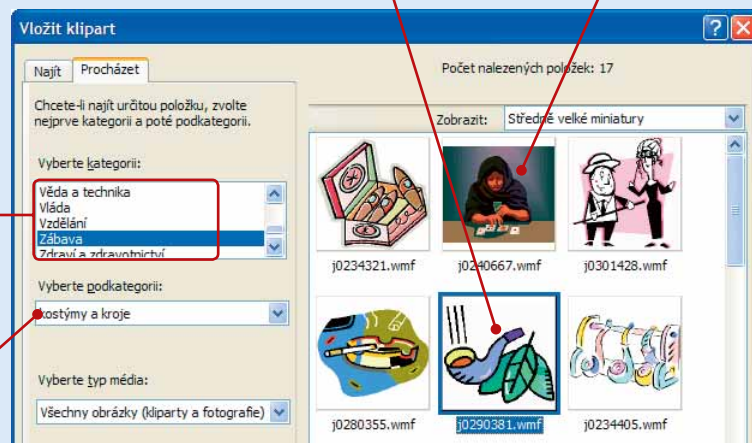 Vložit klipart
Najít
Procházet
Chcete-li najít určitou položku, zvolte
nejprve kategorii a poté podkategorii.
Vyberte kategorii:
Věda a technika
Vláda
Vzdělání
Zábava
Zdraví a zdravotnictví
Vyberte podkategorii:
kostýmy a kroje
Vyberte typ média:
Všechny obrázky (kliparty a fotografie)
Počet nalezených položek: 17
Zobrazit: Středně velké miniatury
j0234321.wmf
j0240667.wmf
j0301428.wmf
j0280355.wmf
j0290381.wmf
j0234405.wmf